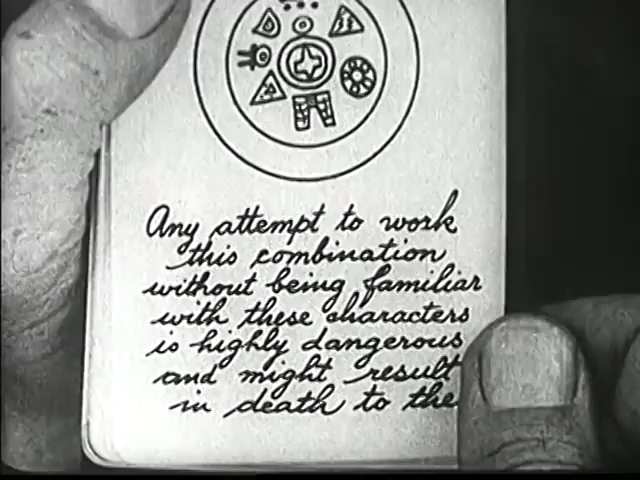 Any attempt to work
this combination
without being familiar
with these characters
is highly dangerous
and might result
in death to the